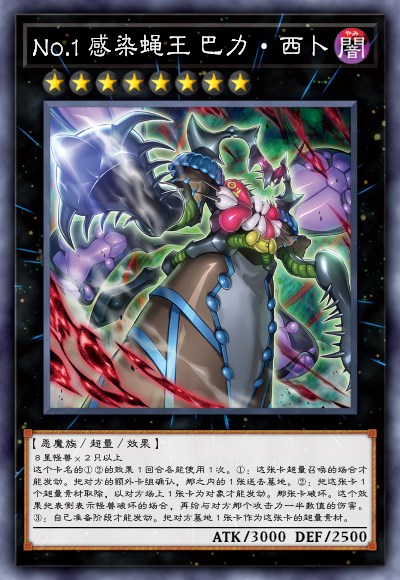 No.1 感染蝇王 巴力・西卜
やみ
闇
【恶魔族／超量／效果】
8星怪兽×2只以上
这个卡名的①②的效果1回合各能使用1次。①：这张卡超量召唤的场合才
能发动。把对方的额外卡组确认，那之内的1张送去墓地。②：把这张卡1
个超量素材取除，以对方场上1张卡为对象才能发动。那张卡破坏。这个效
果把表侧表示怪兽破坏的场合，再给与对方那个攻击力一半数值的伤害。
③：自己准备阶段才能发动。把对方墓地1张卡作为这张卡的超量素材。
ATK/3000 DEF/2500